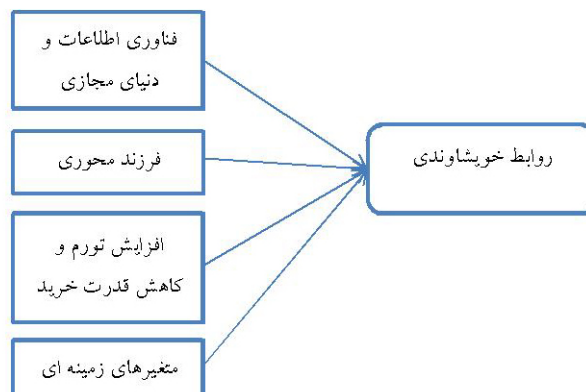 فناوری اطلاعات و
دنیای مجازی
فرزند محوری
افزایش تورم و
کاهش قدرت خرید
متغیرهای زمینه ای
روابط خویشاوندی